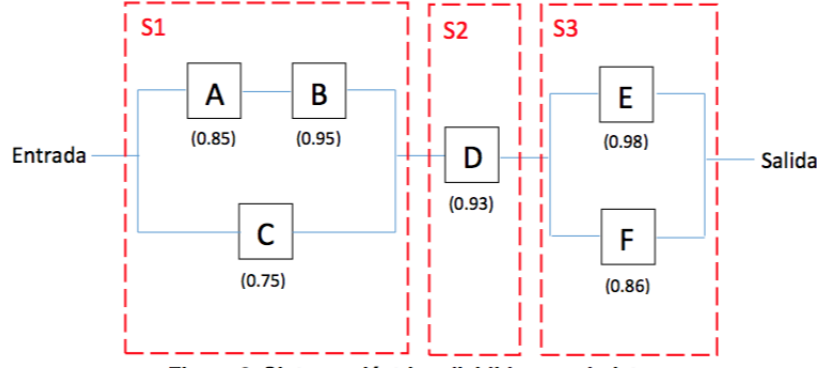 S1
S2
S3
A
B
E
(0.85)
(0.95)
(0.98)
Entrada
D
Salida
(0.93)
C
F
(0.75)
(0.86)